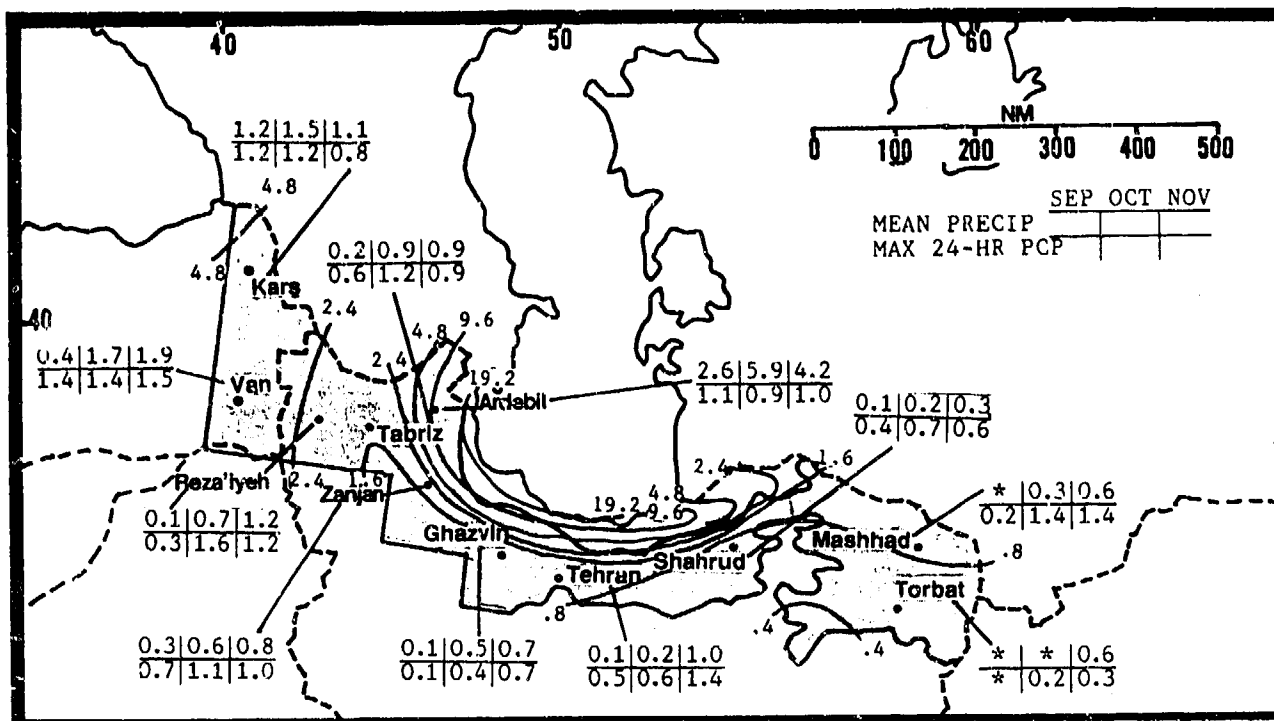 40 50 60
NM
0 100 200 300 400 500
SEP OCT NOV
MEAN PRECIP
MAX 24-HR PCP
1.2|1.5|1.1
1.2|1.2|0.8
4.8
4.8
Kars
0.2|0.9|0.9
0.6|1.2|0.9
2.4
40
4.8
9.6
2.4
0.4|1.7|1.9
1.4|1.4|1.5
Van
19.2
Ardebil
2.6|5.9|4.2
1.1|0.9|1.0
0.1|0.2|0.3
0.4|0.7|0.6
Tabriz
Reza'iyeh
2.4
1.6
Zanjan
2.4
1.6
4.8
19.2
9.6
0.1|0.7|1.2
0.3|1.6|1.2
Ghazvin
Tehran
Shahrud
Mashhad
*|0.3|0.6
0.2|1.4|1.4
.8
Torbat
.8
.4
.4
0.3|0.6|0.8
0.7|1.1|1.0
0.1|0.5|0.7
0.1|0.4|0.7
0.1|0.2|1.0
0.5|0.6|1.4
*|*|0.6
*|0.2|0.3